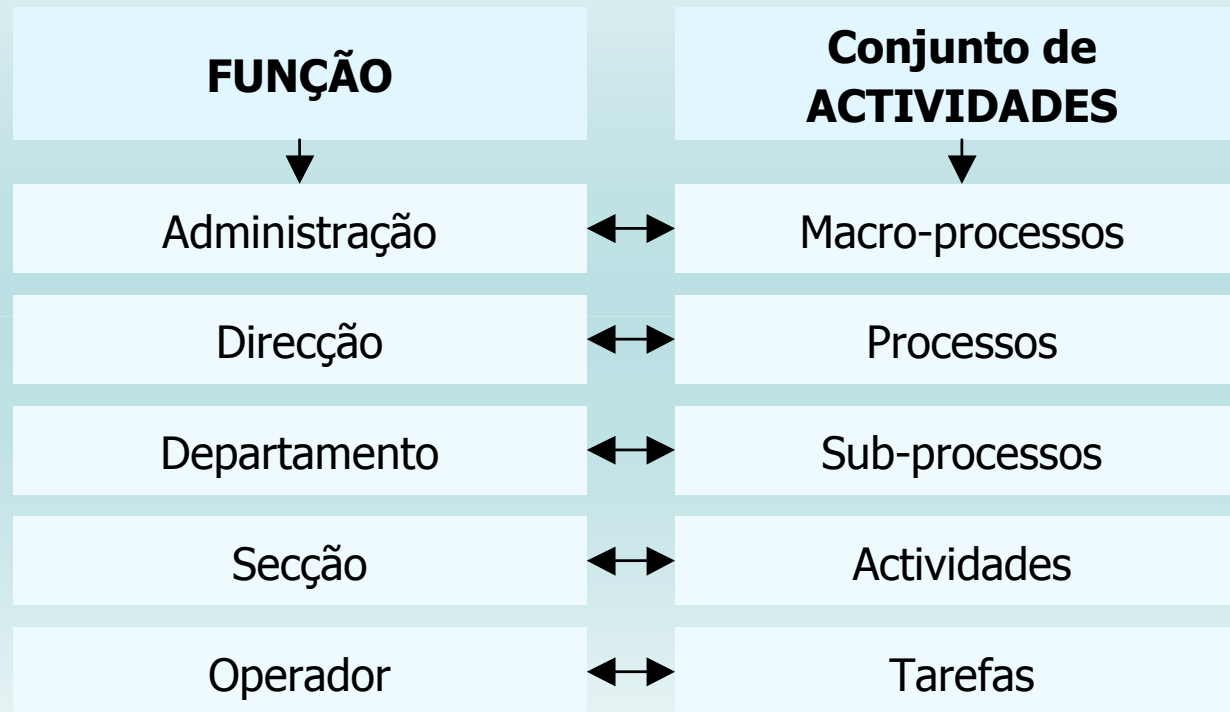 FUNÇÃO
Conjunto de
ACTIVIDADES
Administração
Macro-processos
Direcção
Processos
Departamento
Sub-processos
Secção
Actividades
Operador
Tarefas